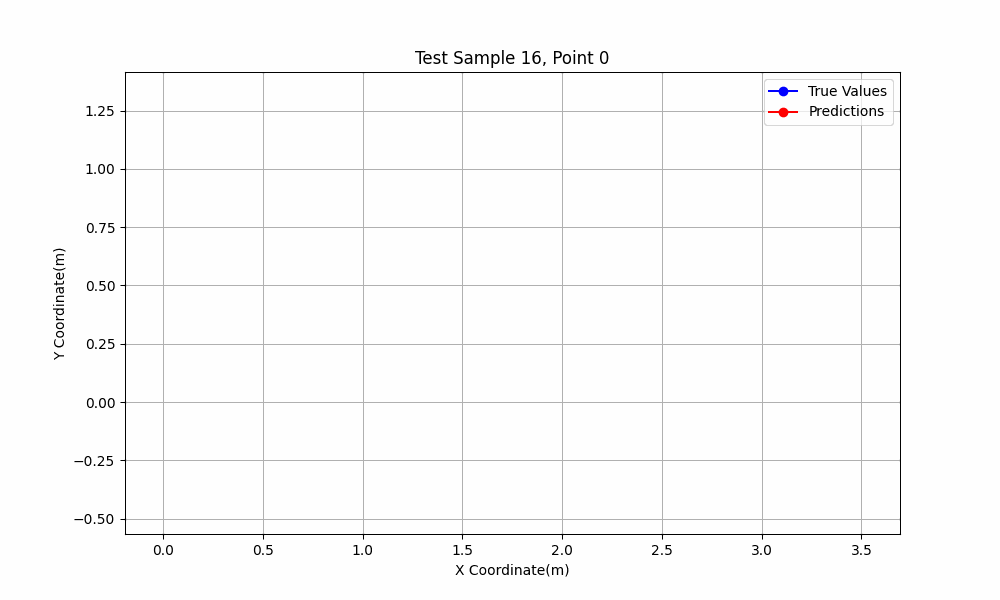 Test Sample 16, Point 0
True Values
Predictions
1.25
1.00
0.75
0.50
0.25
0.00
−0.25
−0.50
Y Coordinate(m)
0.0 0.5 1.0 1.5 2.0 2.5 3.0 3.5
X Coordinate(m)